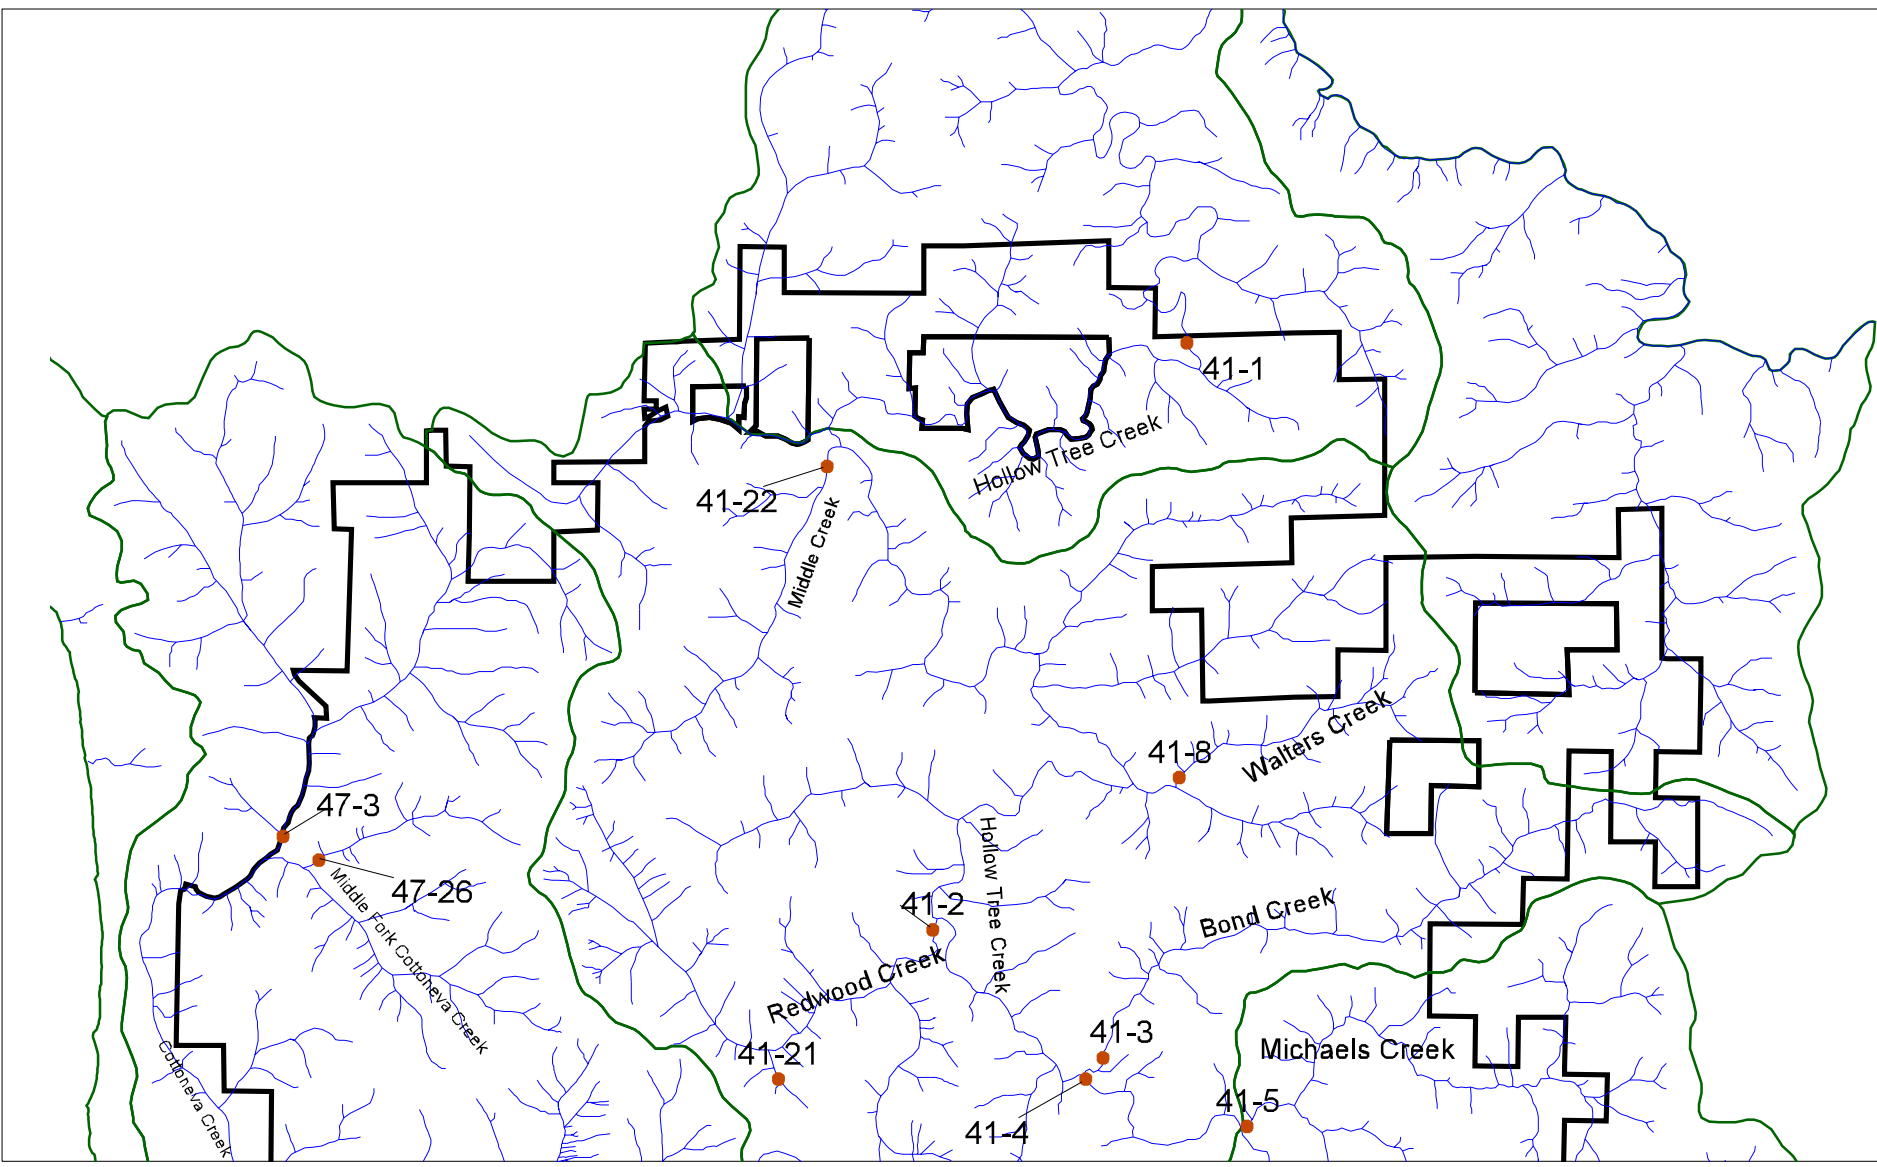 41-1
Hollow Tree Creek
41-22
Middle Creek
Walters Creek
41-8
47-3
Hollow Tree Creek
47-26
Middle Fork Cottoneva Creek
41-2
Bond Creek
Redwood Creek
41-3
41-21
Michaels Creek
Cottoneva Creek
41-5
41-4